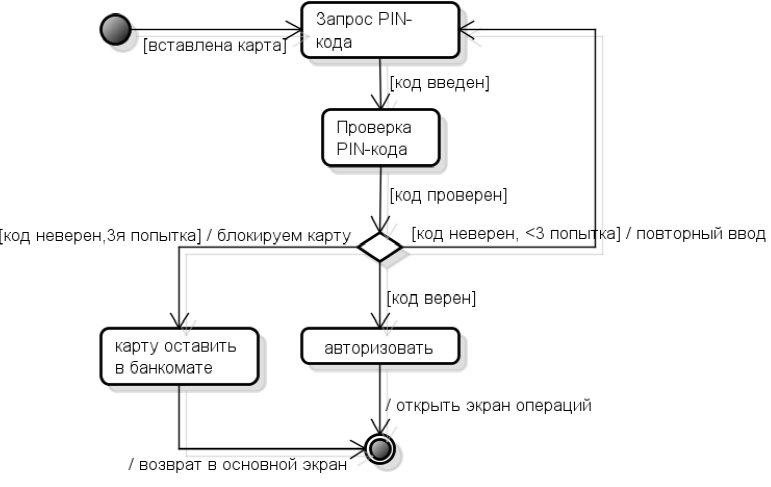 Запрос PIN-
кода
[вставлена карта]
[код введен]
Проверка
PIN-кода
[код проверен]
[код неверен,3я попытка] / блокируем карту
[код неверен, <3 попытка] / повторный ввод
[код верен]
карту оставить
в банкомате
авторизовать
/ открыть экран операций
/ возврат в основной экран